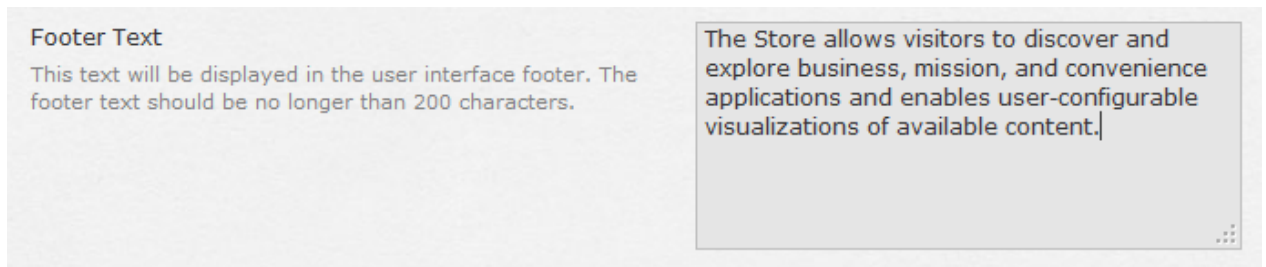 Footer Text
This text will be displayed in the user interface footer. The
footer text should be no longer than 200 characters.
The Store allows visitors to discover and
explore business, mission, and convenience
applications and enables user-configurable
visualizations of available content.